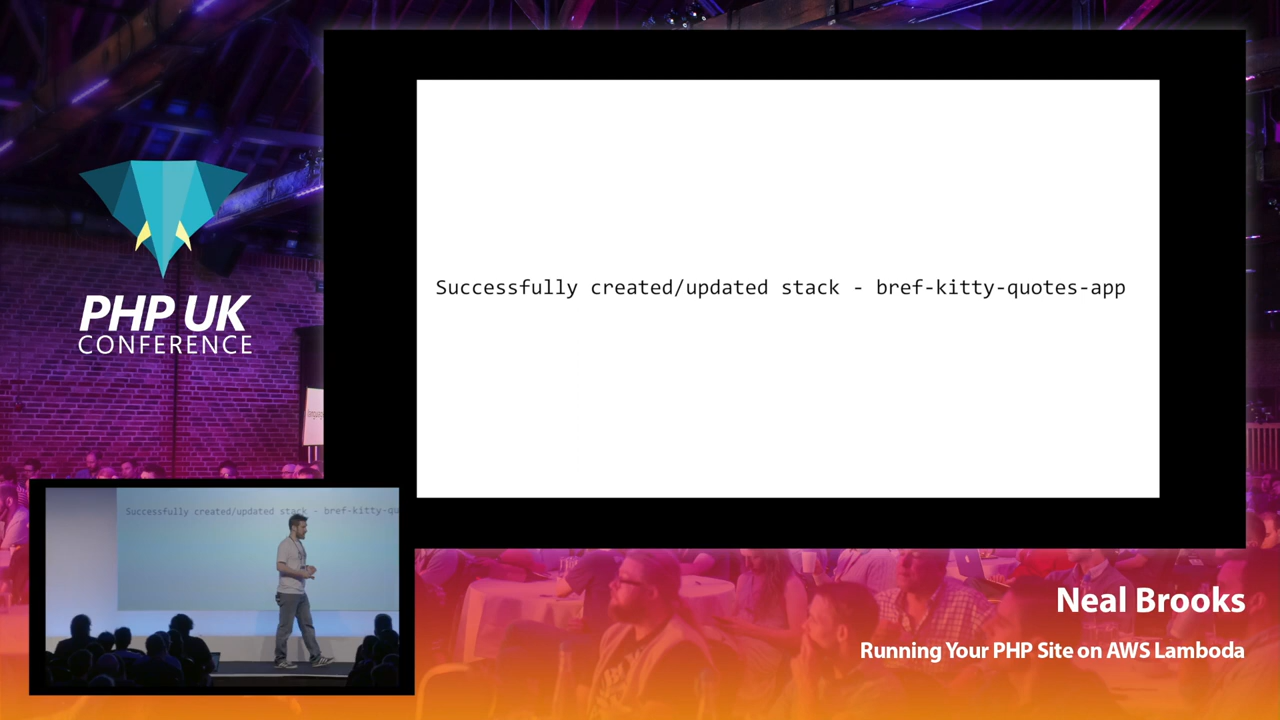 Successfully created/updated stack - bref-kitty-quotes-app
PHP UK
CONFERENCE
Successfully created/updated stack - bref-kitty-qu
Neal Brooks
Running Your PHP Site on AWS Lamboda